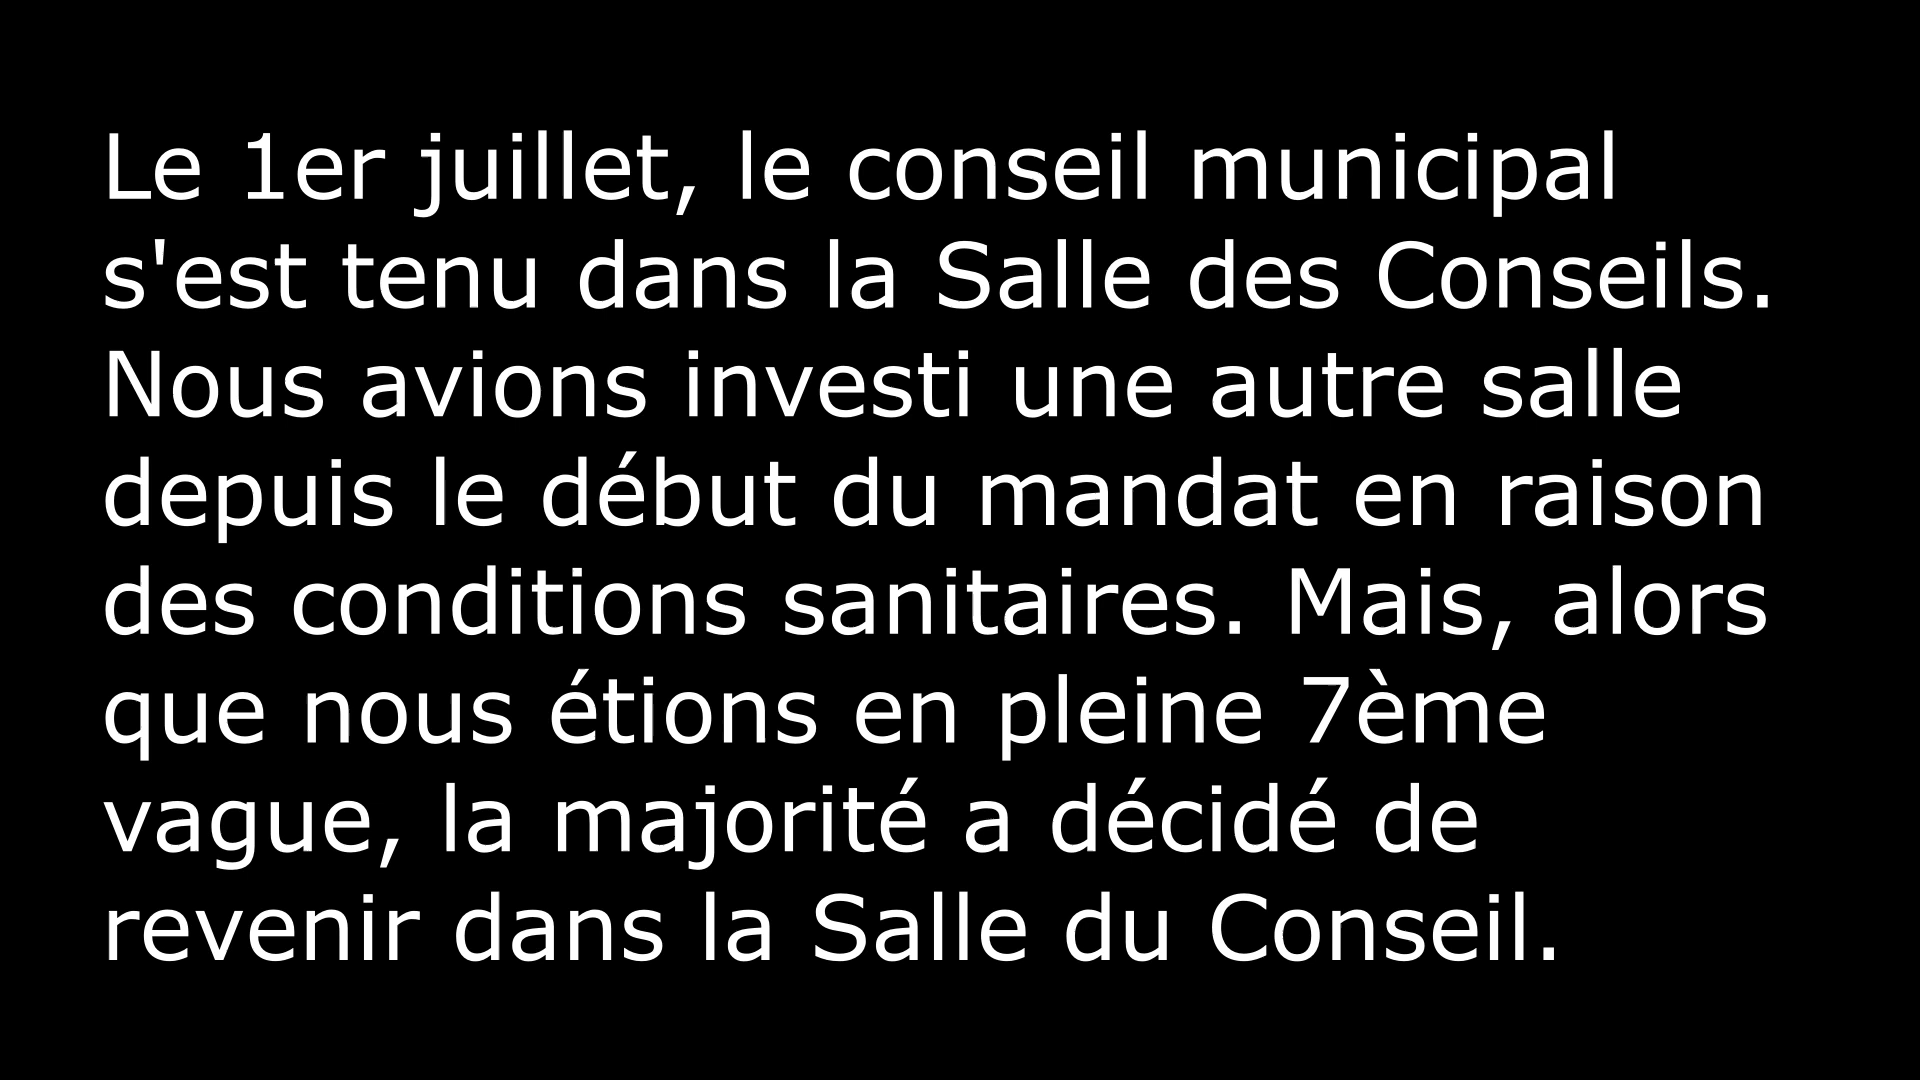 Le 1er juillet, le conseil municipal
s'est tenu dans la Salle des Conseils.
Nous avions investi une autre salle
depuis le début du mandat en raison
des conditions sanitaires. Mais, alors
que nous étions en pleine 7ème
vague, la majorité a décidé de
revenir dans la Salle du Conseil.